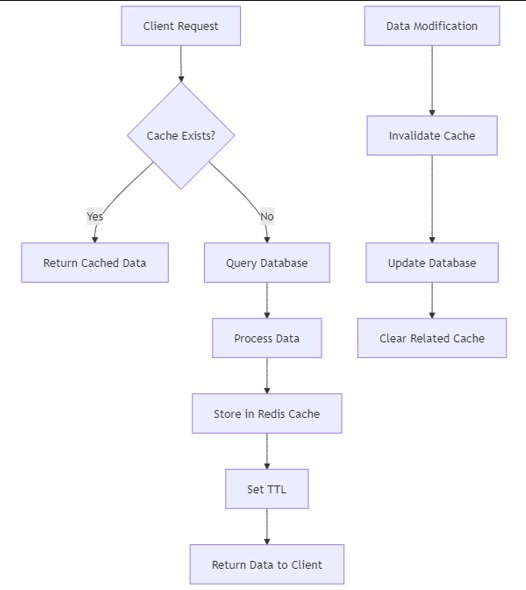 Client Request
Data Modification
Cache Exists?
Invalidate Cache
Yes
No
Return Cached Data
Query Database
Update Database
Process Data
Clear Related Cache
Store in Redis Cache
Set TTL
Return Data to Client